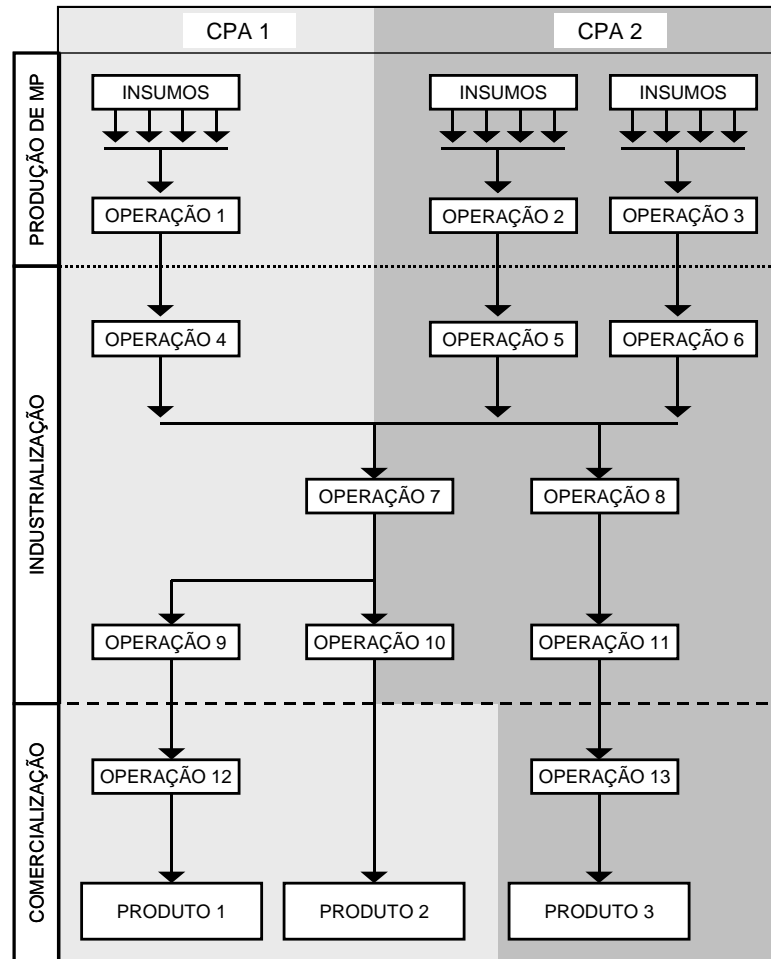 CPA 1
CPA 2
PRODUÇÃO DE MP
INSUMOS
INSUMOS
INSUMOS
OPERAÇÃO 1
OPERAÇÃO 2
OPERAÇÃO 3
INDUSTRIALIZAÇÃO
OPERAÇÃO 4
OPERAÇÃO 5
OPERAÇÃO 6
OPERAÇÃO 7
OPERAÇÃO 8
OPERAÇÃO 9
OPERAÇÃO 10
OPERAÇÃO 11
COMERCIALIZAÇÃO
OPERAÇÃO 12
OPERAÇÃO 13
PRODUTO 1
PRODUTO 2
PRODUTO 3